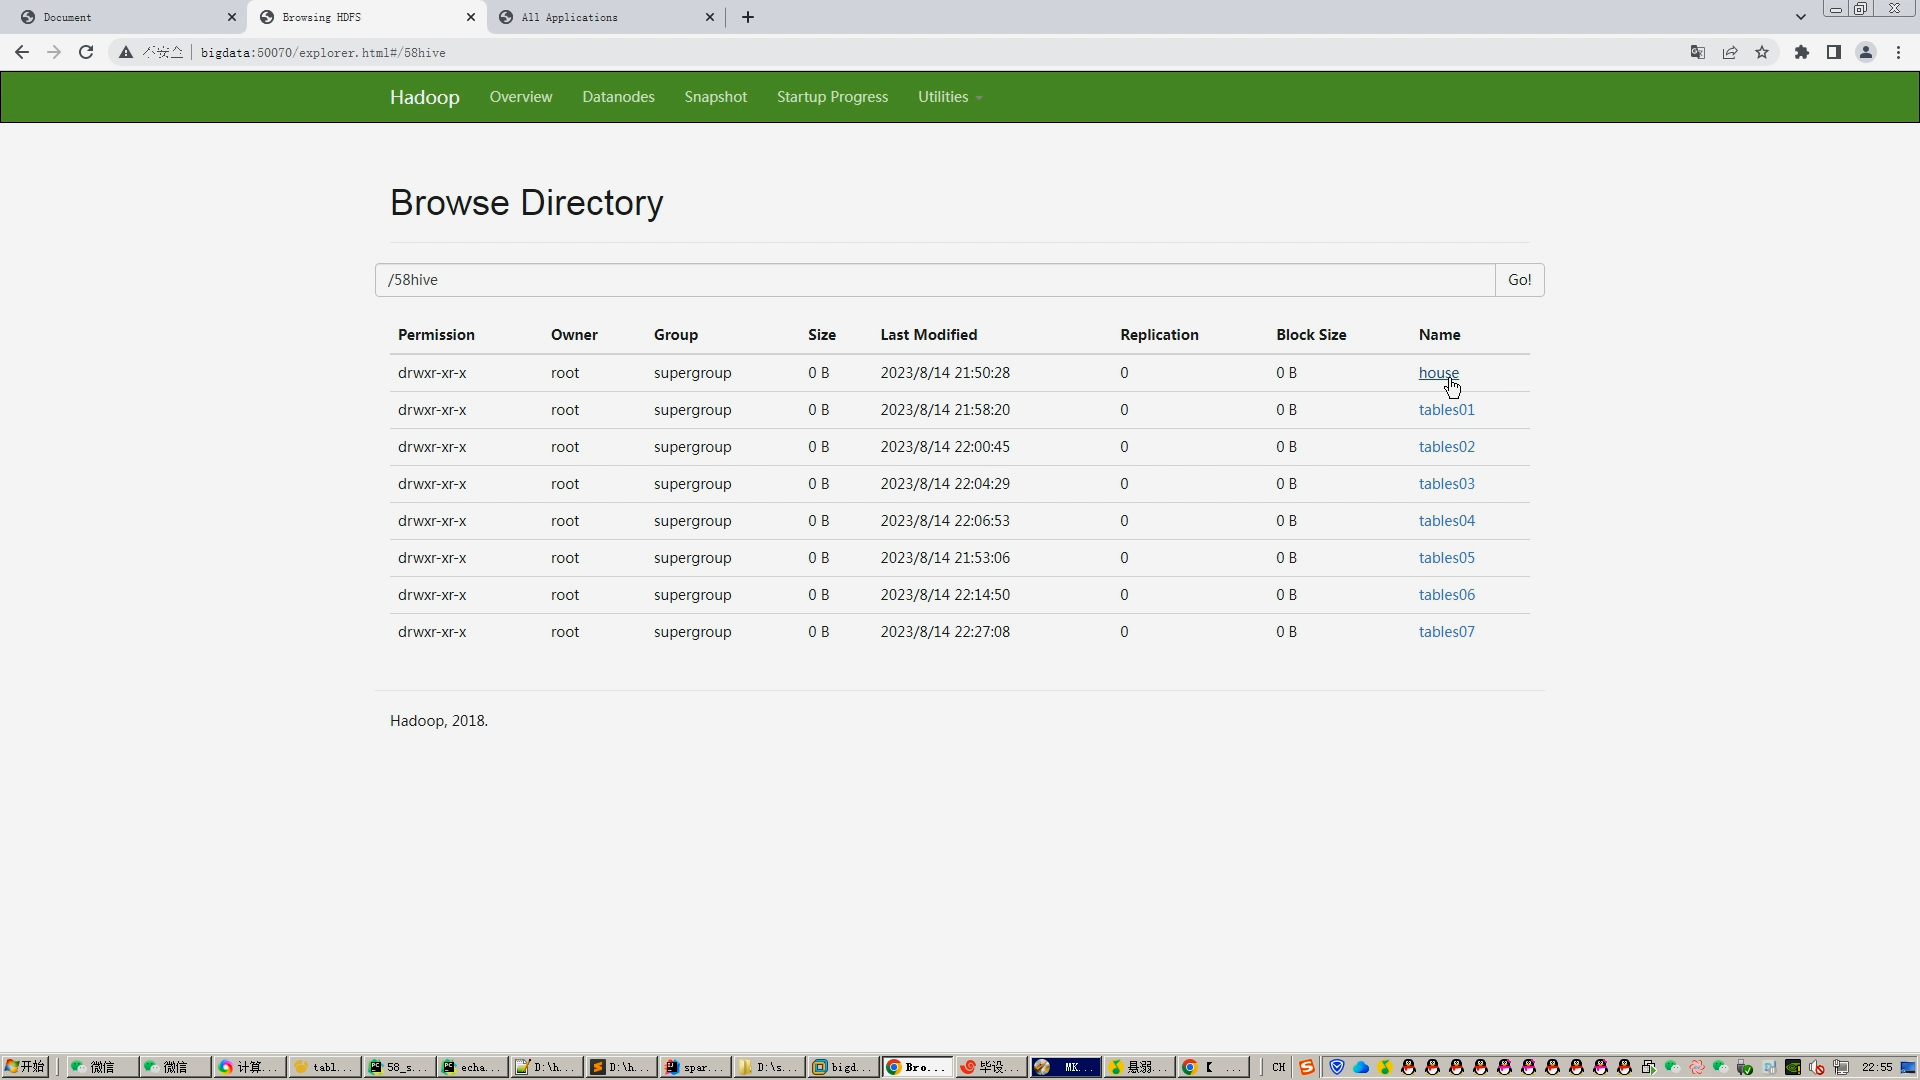 Document
Browsing HDFS
All Applications
不安全 bigdata:50070/explorer.html#/58hive
Hadoop Overview Datanodes Snapshot Startup Progress Utilities
Browse Directory
/58hive Go!
Permission Owner Group Size Last Modified Replication Block Size Name
drwxr-xr-x root supergroup 0 B 2023/8/14 21:50:28 0 0 B house
drwxr-xr-x root supergroup 0 B 2023/8/14 21:58:20 0 0 B tables01
drwxr-xr-x root supergroup 0 B 2023/8/14 22:00:45 0 0 B tables02
drwxr-xr-x root supergroup 0 B 2023/8/14 22:04:29 0 0 B tables03
drwxr-xr-x root supergroup 0 B 2023/8/14 22:06:53 0 0 B tables04
drwxr-xr-x root supergroup 0 B 2023/8/14 21:53:06 0 0 B tables05
drwxr-xr-x root supergroup 0 B 2023/8/14 22:14:50 0 0 B tables06
drwxr-xr-x root supergroup 0 B 2023/8/14 22:27:08 0 0 B tables07
Hadoop, 2018.
开始 微信 微信 计算... tabl... 58_s... echa... D:\h... D:\h... spar... D:\s... bigd... Bro... 毕设... MK... 悬弱... 【 ... CH 22:55